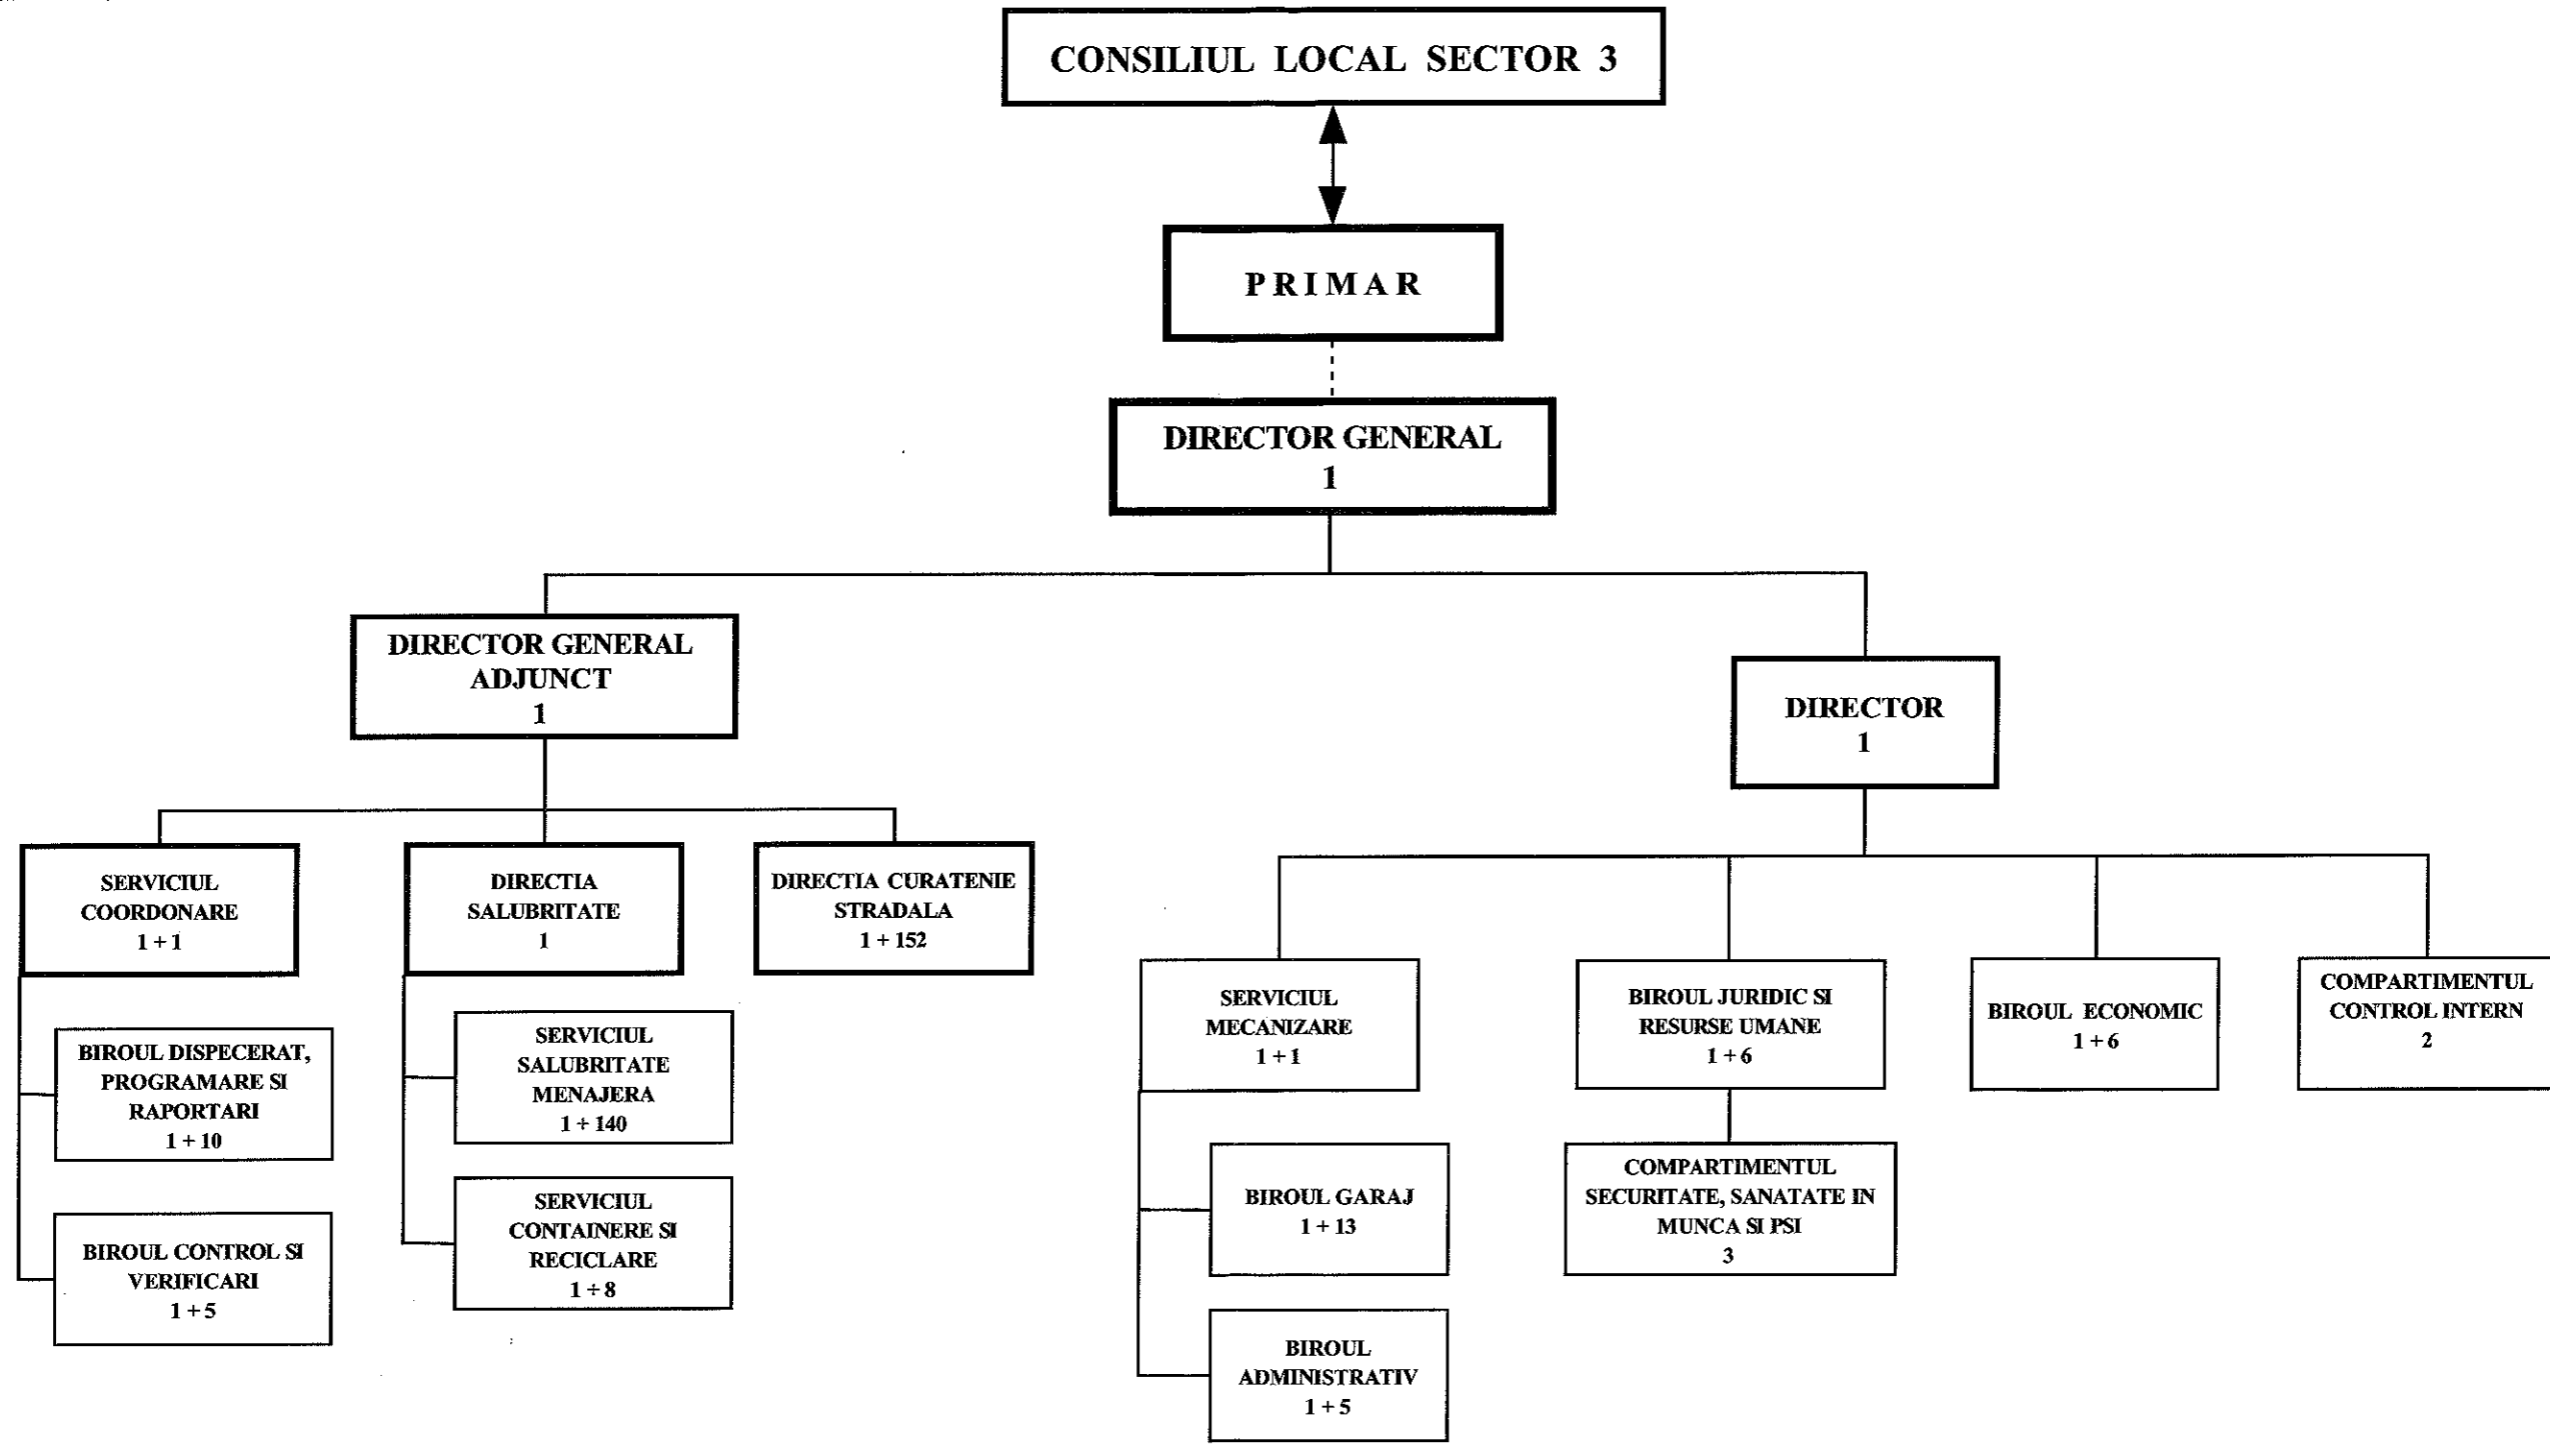 CONSILIUL LOCAL SECTOR 3
PRIMAR
DIRECTOR GENERAL
1
DIRECTOR GENERAL
ADJUNCT
1
DIRECTOR
1
SERVICIUL
COORDONARE
1 + 1
DIRECTIA
SALUBRITATE
1
DIRECTIA CURATENIE
STRADALA
1 + 152
BIROUL DISPECERAT,
PROGRAMARE SI
RAPORTARI
1 + 10
BIROUL CONTROL SI
VERIFICARI
1 + 5
SERVICIUL
SALUBRITATE
MENAJERA
1 + 140
SERVICIUL
CONTAINERE SI
RECICLARE
1 + 8
SERVICIUL
MECANIZARE
1 + 1
BIROUL JURIDIC SI
RESURSE UMANE
1 + 6
BIROUL ECONOMIC
1 + 6
COMPARTIMENTUL
CONTROL INTERN
2
BIROUL GARAJ
1 + 13
BIROUL
ADMINISTRATIV
1 + 5
COMPARTIMENTUL
SECURITATE, SANATATE IN
MUNCA SI PSI
3